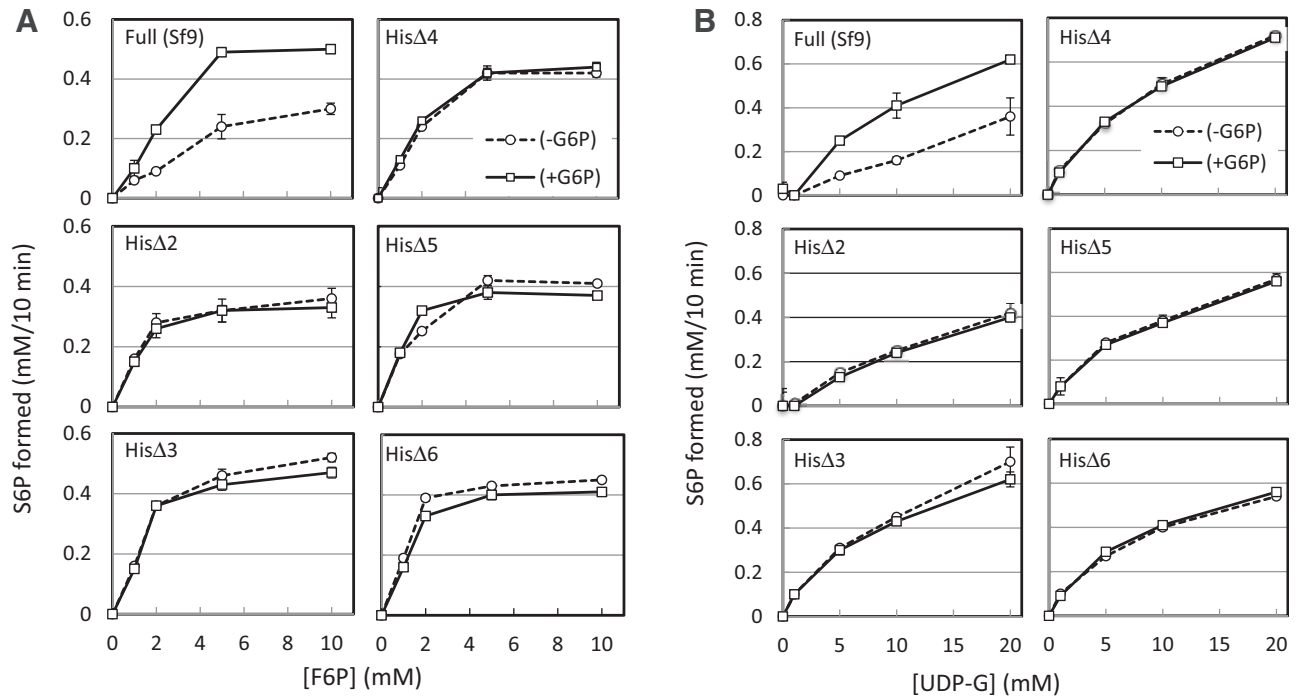 A
S6P formed (mM/10 min)
0.6
0.4
0.2
0
Full (Sf9)
HisΔ4
(-G6P)
(+G6P)
0.6
0.4
0.2
0
HisΔ2
HisΔ5
0.6
0.4
0.2
0
HisΔ3
HisΔ6
0 2 4 6 8 10
0 2 4 6 8 10
[F6P] (mM)
B
S6P formed (mM/10 min)
0.8
0.6
0.4
0.2
0
Full (Sf9)
HisΔ4
(-G6P)
(+G6P)
0.8
0.6
0.4
0.2
0
HisΔ2
HisΔ5
0.8
0.6
0.4
0.2
0
HisΔ3
HisΔ6
0 5 10 15 20
0 5 10 15 20
[UDP-G] (mM)